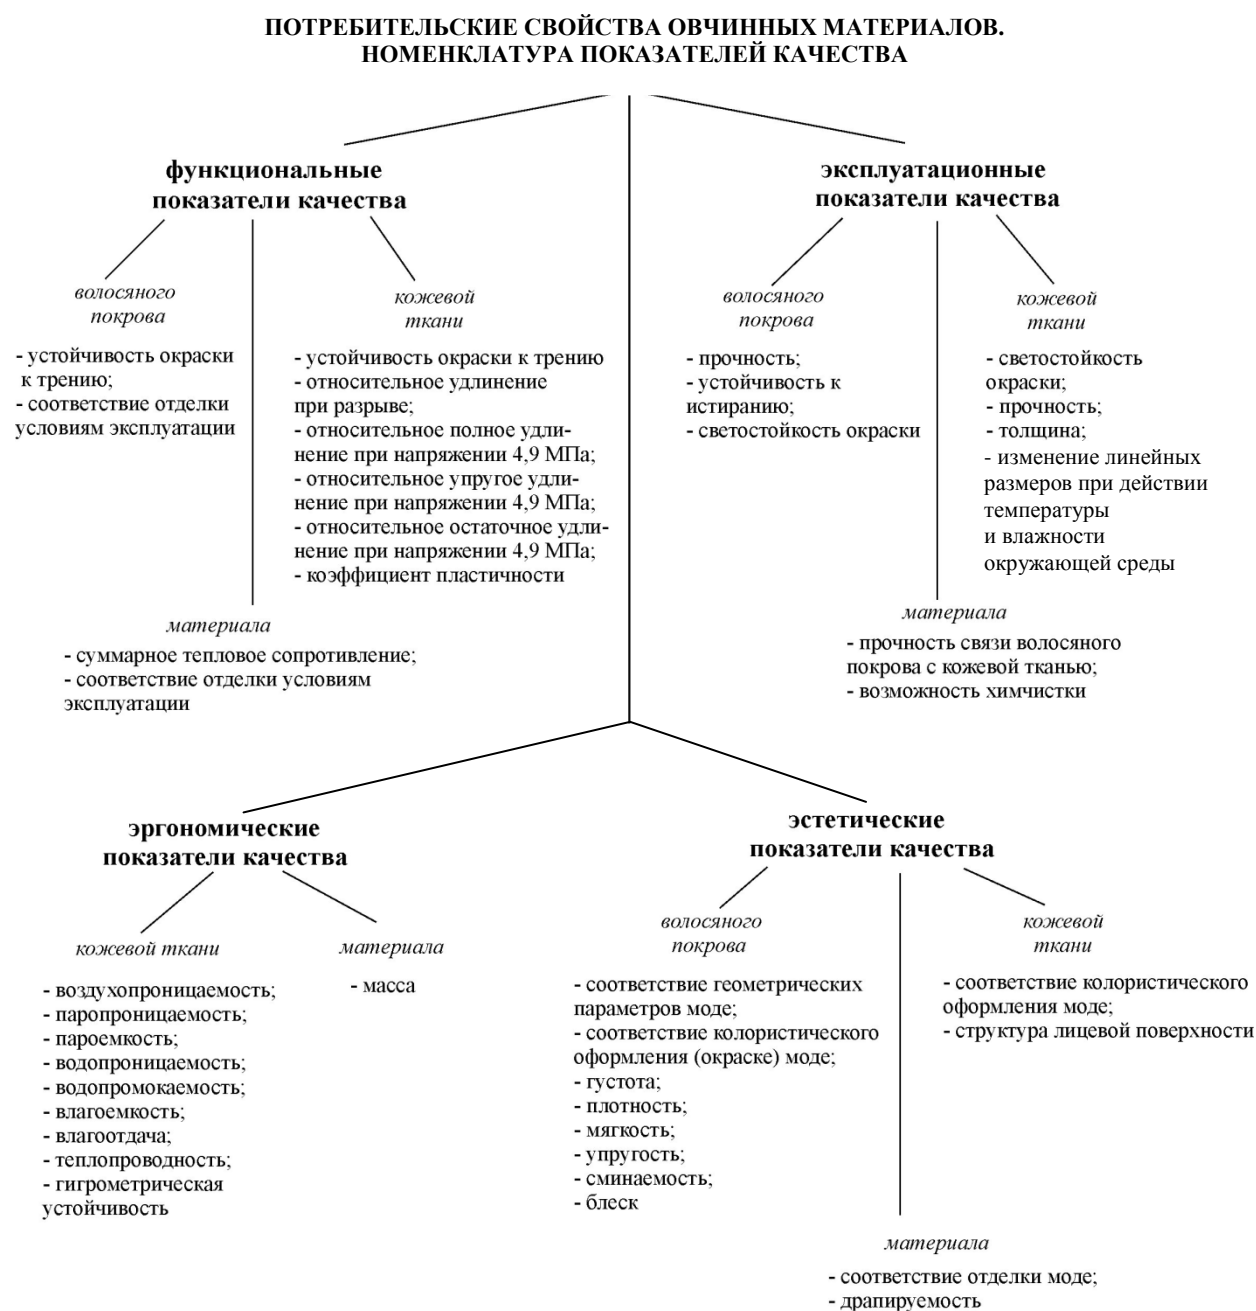 ПОТРЕБИТЕЛЬСКИЕ СВОЙСТВА ОВЧИННЫХ МАТЕРИАЛОВ.
НОМЕНКЛАТУРА ПОКАЗАТЕЛЕЙ КАЧЕСТВА
функциональные
показатели качества
волосяного
покрова
- устойчивость окраски
к трению;
- соответствие отделки
условиям эксплуатации
кожевой
ткани
- устойчивость окраски к трению
- относительное удлинение
при разрыве;
- относительное полное удли-
нение при напряжении 4,9 МПа;
- относительное упругое удли-
нение при напряжении 4,9 МПа;
- относительное остаточное удли-
нение при напряжении 4,9 МПа;
- коэффициент пластичности
материала
- суммарное тепловое сопротивление;
- соответствие отделки условиям
эксплуатации
эксплуатационные
показатели качества
волосяного
покрова
- прочность;
- устойчивость к
истиранию;
- светостойкость окраски
кожевой
ткани
- светостойкость
окраски;
- прочность;
- толщина;
- изменение линейных
размеров при действии
температуры
и влажности
окружающей среды
материала
- прочность связи волосяного
покрова с кожевой тканью;
- возможность химчистки
эргономические
показатели качества
кожевой ткани
- воздухопроницаемость;
- паропроницаемость;
- пароемкость;
- водопроницаемость;
- водопромокаемость;
- влагоемкость;
- влагоотдача;
- теплопроводность;
- гигрометрическая
устойчивость
материала
- масса
эстетические
показатели качества
волосяного
покрова
- соответствие геометрических
параметров моде;
- соответствие колористического
оформления (окраске) моде;
- густота;
- плотность;
- мягкость;
- упругость;
- сминаемость;
- блеск
кожевой
ткани
- соответствие колористического
оформления моде;
- структура лицевой поверхности
материала
- соответствие отделки моде;
- драпируемость